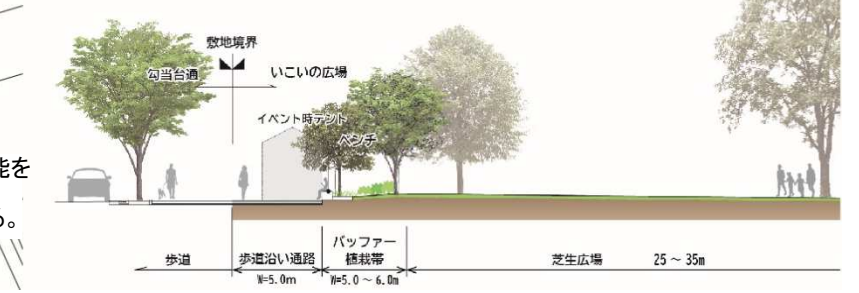 敷地境界
勾当台通
いこいの広場
イベント時テント
ベンチ
能を
る。
歩道
歩道沿い通路
W=5.0m
バッファー
植栽帯
W=5.0 ～ 6.0m
芝生広場
25 ～ 35m